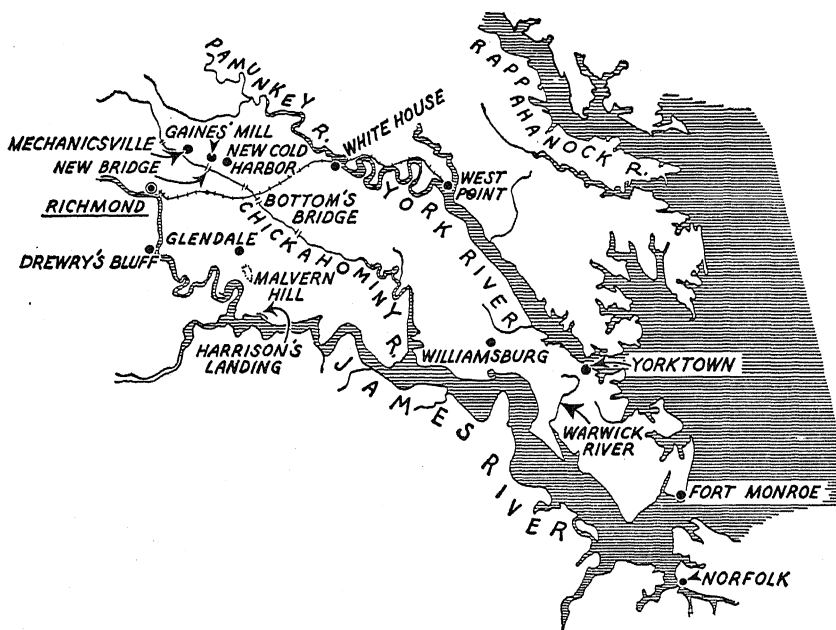 PAMUNKEY R.
RAPPAHANOCK R.
MECHANICSVILLE
GAINES' MILL
NEW BRIDGE
NEW COLD
HARBOR
WHITE HOUSE
WEST
POINT
RICHMOND
BOTTOM'S
BRIDGE
YORK RIVER
CHICKAHOMINY R.
GLENDALE
DREWRY'S BLUFF
MALVERN
HILL
HARRISON'S
LANDING
WILLIAMSBURG
YORKTOWN
JAMES RIVER
WARWICK
RIVER
FORT MONROE
NORFOLK